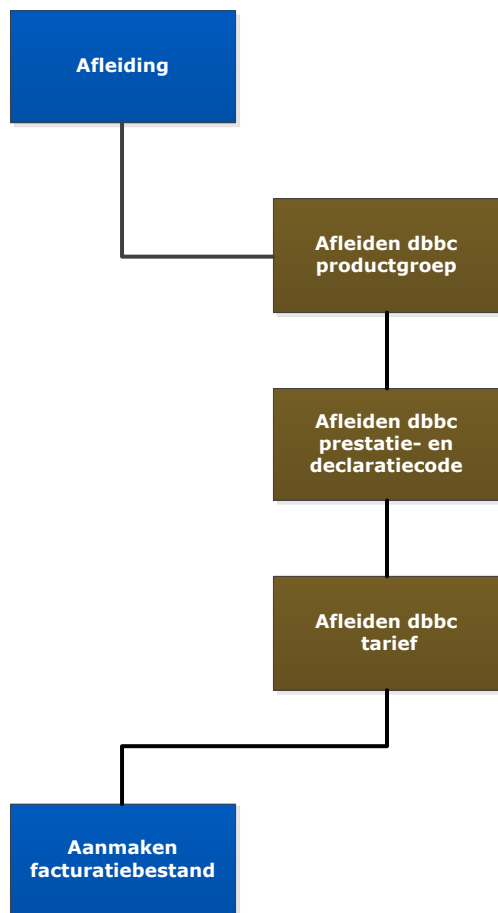 Afleiding
Afleiden dbbc
productgroep
Afleiden dbbc
prestatie- en
declaratiecode
Afleiden dbbc
tarief
Aanmaken
facturatiebestand